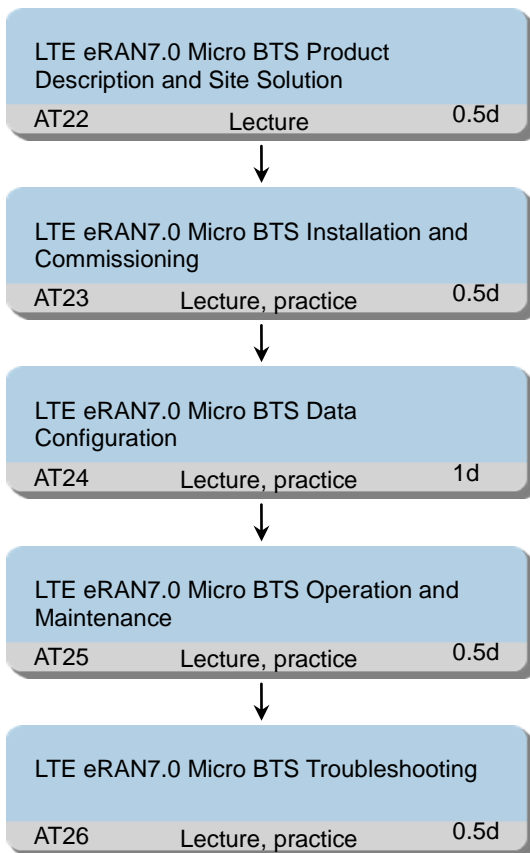 LTE eRAN7.0 Micro BTS Product
Description and Site Solution
AT22 Lecture 0.5d
LTE eRAN7.0 Micro BTS Installation and
Commissioning
AT23 Lecture, practice 0.5d
LTE eRAN7.0 Micro BTS Data
Configuration
AT24 Lecture, practice 1d
LTE eRAN7.0 Micro BTS Operation and
Maintenance
AT25 Lecture, practice 0.5d
LTE eRAN7.0 Micro BTS Troubleshooting
AT26 Lecture, practice 0.5d